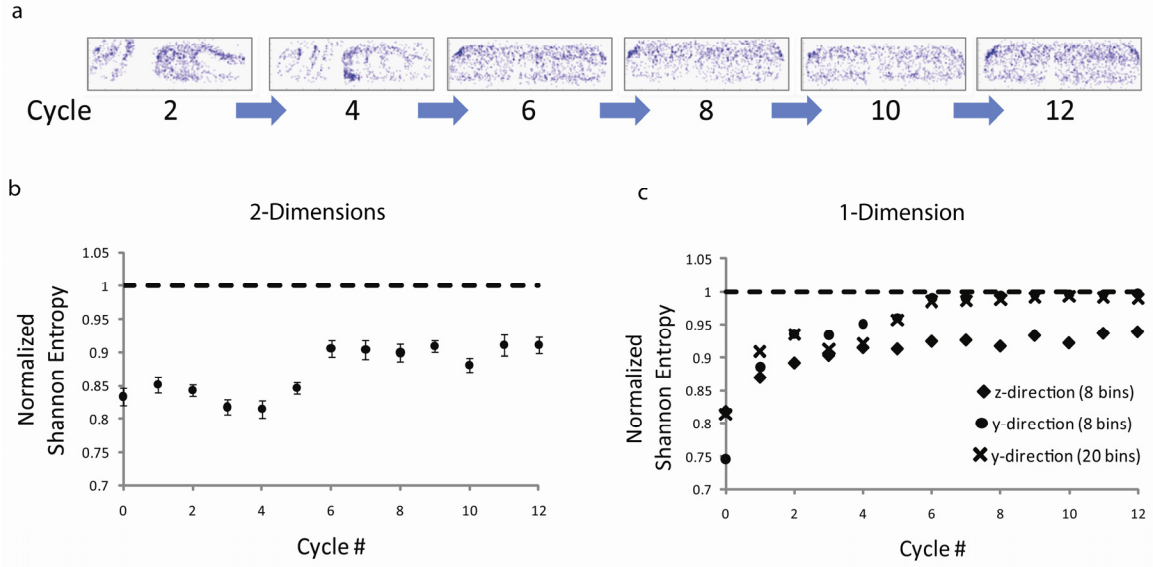 a
Cycle 2 4 6 8 10 12
b
2-Dimensions
Normalized
Shannon Entropy
1.05
1
0.95
0.9
0.85
0.8
0.75
0.7
0 2 4 6 8 10 12
Cycle #
c
1-Dimension
Normalized
Shannon Entropy
1.05
1
0.95
0.9
0.85
0.8
0.75
0.7
z-direction (8 bins)
y-direction (8 bins)
y-direction (20 bins)
0 2 4 6 8 10 12
Cycle #